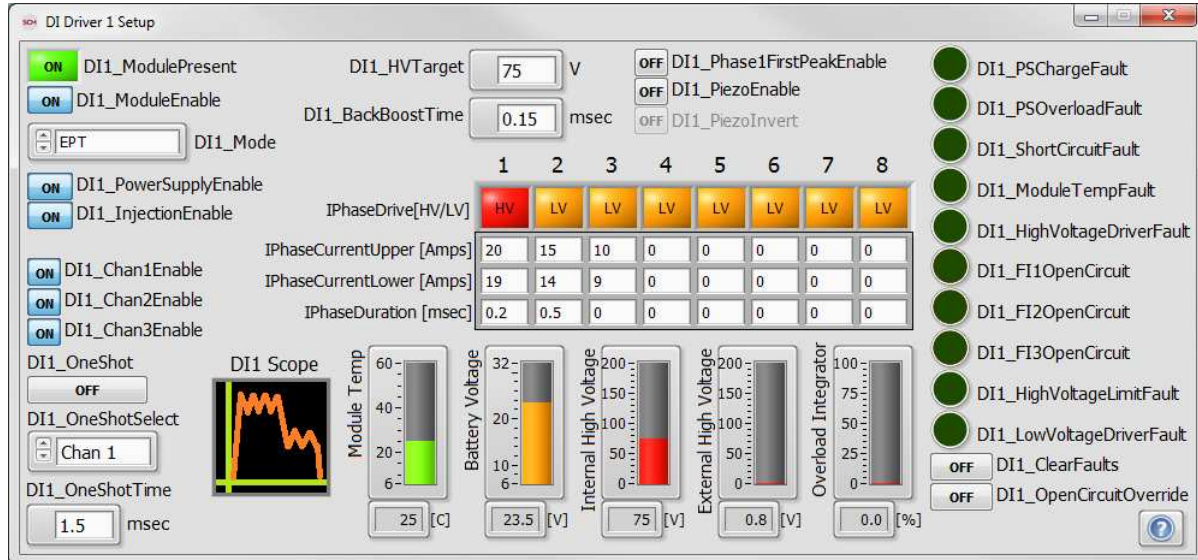 SCM DI Driver 1 Setup
ON DI1_ModulePresent
ON DI1_ModuleEnable
EPT DI1_Mode
ON DI1_PowerSupplyEnable
ON DI1_InjectionEnable
ON DI1_Chan1Enable
ON DI1_Chan2Enable
ON DI1_Chan3Enable
DI1_OneShot
OFF
DI1_OneShotSelect
Chan 1
DI1_OneShotTime
1.5 msec
DI1 Scope
DI1_HVTarget 75 V
DI1_BackBoostTime 0.15 msec
OFF DI1_Phase1FirstPeakEnable
OFF DI1_PiezoEnable
OFF DI1_PiezoInvert
1 2 3 4 5 6 7 8
IPhaseDrive[HV/LV] HV LV LV LV LV LV LV LV
IPhaseCurrentUpper [Amps] 20 15 10 0 0 0 0 0
IPhaseCurrentLower [Amps] 19 14 9 0 0 0 0 0
IPhaseDuration [msec] 0.2 0.5 0 0 0 0 0 0
Module Temp
60
40
20
6
25 [C]
Battery Voltage
32
20
10
6
23.5 [V]
Internal High Voltage
200
150
100
50
0
75 [V]
External High Voltage
200
150
100
50
0
0.8 [V]
Overload Integrator
100
75
50
25
0
0.0 [%]
DI1_PSChargeFault
DI1_PSOverloadFault
DI1_ShortCircuitFault
DI1_ModuleTempFault
DI1_HighVoltageDriverFault
DI1_FI1OpenCircuit
DI1_FI2OpenCircuit
DI1_FI3OpenCircuit
DI1_HighVoltageLimitFault
DI1_LowVoltageDriverFault
OFF DI1_ClearFaults
OFF DI1_OpenCircuitOverride
?